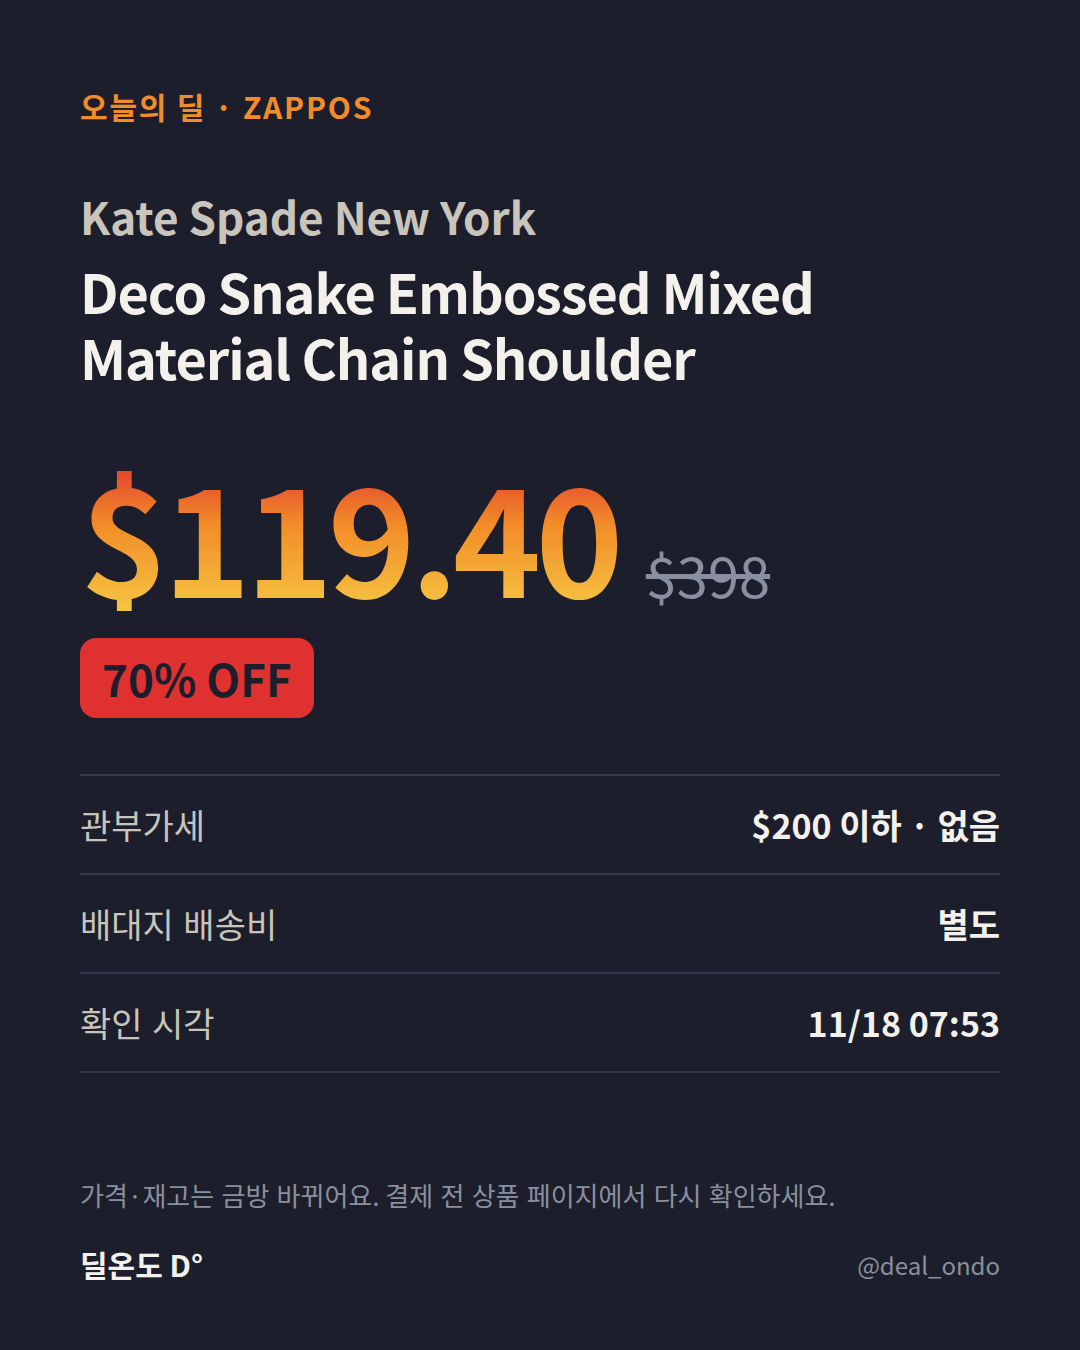 오늘의 딜 · ZAPPOS
Kate Spade New York
Deco Snake Embossed Mixed
Material Chain Shoulder
$119.40 $398
70% OFF
관부가세 $200 이하 · 없음
배대지 배송비 별도
확인 시각 11/18 07:53
가격·재고는 금방 바뀌어요. 결제 전 상품 페이지에서 다시 확인하세요.
딜온도 D° @deal_ondo